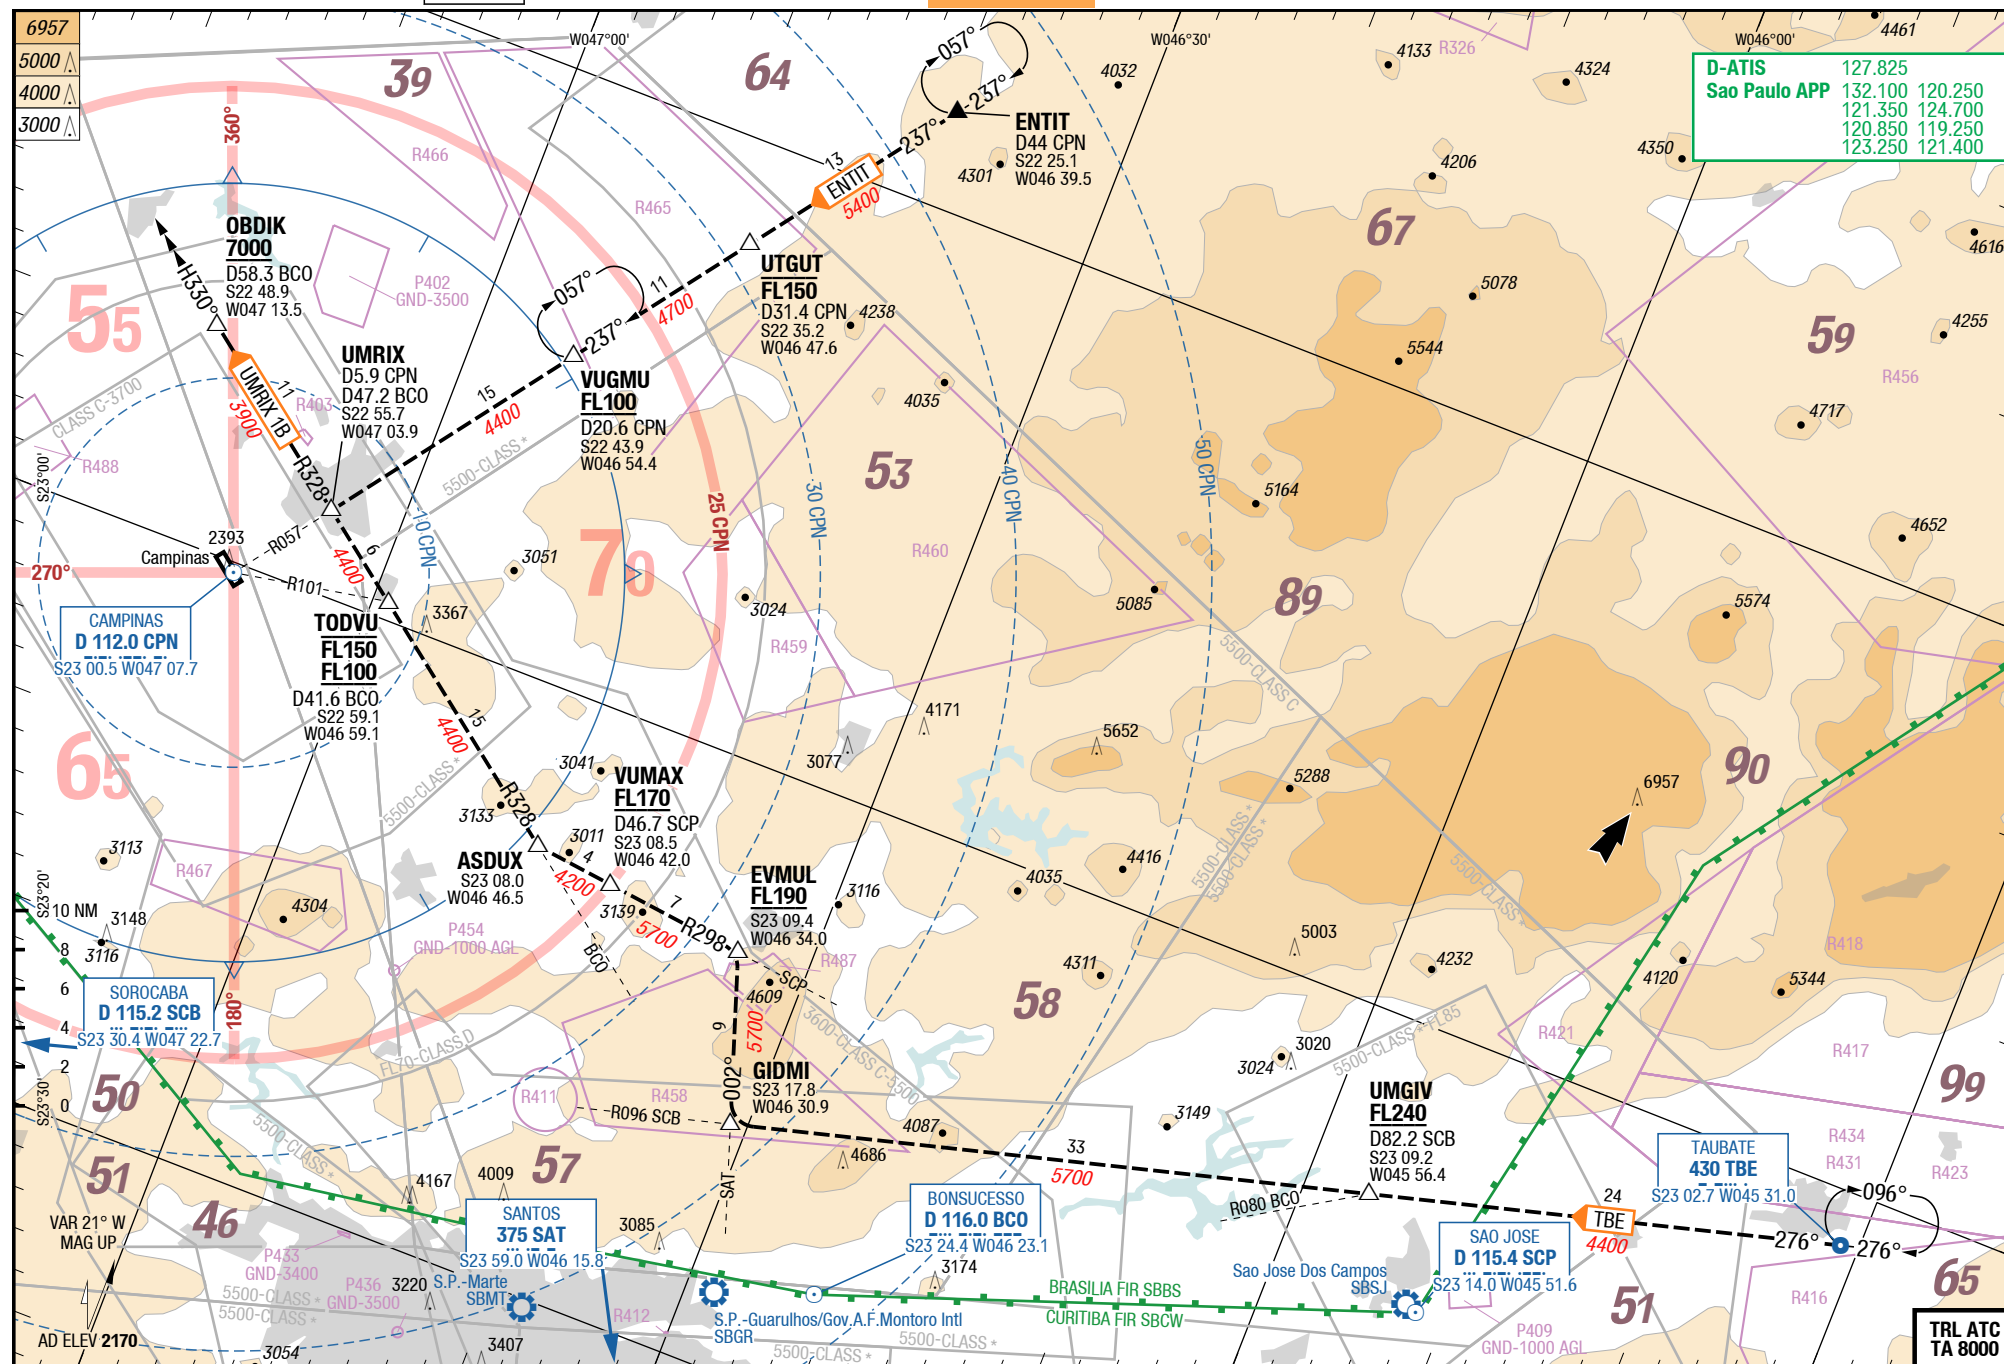 6957
5000
4000
3000
W047°00'
W046°30'
W046°00'
D-ATIS 127.825
Sao Paulo APP 132.100 120.250
121.350 124.700
120.850 119.250
123.250 121.400
39
64
67
59
53
89
90
58
99
57
50
51
46
51
65
55
70
65
360°
270°
180°
25 CPN
10 CPN
30 CPN
40 CPN
50 CPN
4133
R326
4461
4032
4324
4350
4206
4616
4301
5078
4255
5544
4717
4238
4035
5164
4652
5085
5574
3051
3024
3367
4171
3077
5652
5288
6957
3041
3133
3011
3139
3116
4035
4416
5003
4311
4232
4120
5344
3113
4304
3148
3116
4609
3020
3024
3149
4087
4686
4167
4009
3085
3174
3220
3407
3054
057°
237°
237°
ENTIT
D44 CPN
S22 25.1
W046 39.5
13
ENTIT
5400
UTGUT
FL150
D31.4 CPN
S22 35.2
W046 47.6
11
4700
057°
237°
VUGMU
FL100
D20.6 CPN
S22 43.9
W046 54.4
15
4400
OBDIK
7000
D58.3 BCO
S22 48.9
W047 13.5
H330°
UMRIX 1B
11
3900
R328
UMRIX
D5.9 CPN
D47.2 BCO
S22 55.7
W047 03.9
R057
R101
6
4400
2393
Campinas
CAMPINAS
D 112.0 CPN
S23 00.5 W047 07.7
TODVU
FL150
FL100
D41.6 BCO
S22 59.1
W046 59.1
15
4400
R328
ASDUX
S23 08.0
W046 46.5
BCO
4
4200
VUMAX
FL170
D46.7 SCP
S23 08.5
W046 42.0
7
5700
R298
EVMUL
FL190
S23 09.4
W046 34.0
SCP
9
5700
002°
GIDMI
S23 17.8
W046 30.9
R096 SCB
SAT
33
5700
UMGIV
FL240
D82.2 SCB
S23 09.2
W045 56.4
R080 BCO
24
TBE
4400
TAUBATE
430 TBE
S23 02.7 W045 31.0
096°
276°
276°
SOROCABA
D 115.2 SCB
S23 30.4 W047 22.7
SANTOS
375 SAT
S23 59.0 W046 15.8
BONSUCESSO
D 116.0 BCO
S23 24.4 W046 23.1
SAO JOSE
D 115.4 SCP
S23 14.0 W045 51.6
Sao Jose Dos Campos
SBSJ
S.P.-Marte
SBMT
S.P.-Guarulhos/Gov.A.F.Montoro Intl
SBGR
BRASILIA FIR SBBS
CURITIBA FIR SBCW
R466
R465
P402
GND-3500
R403
R488
R460
R459
R456
R467
P454
GND-1000 AGL
R487
R411
R458
R418
R421
R417
R434
R431
R423
R416
P433
GND-3400
P436
GND-3500
R412
P409
GND-1000 AGL
CLASS C-3700
5500-CLASS *
5500-CLASS *
5500-CLASS C
5500-CLASS *
5500-CLASS *
5500-CLASS *
3600-CLASS C-5500
5500-CLASS * FL85
FL70-CLASS D
5500-CLASS *
5500-CLASS *
5500-CLASS *
5500-CLASS *
5500-CLASS *
S23°00'
S23°20'
S23°30'
10 NM
8
6
4
2
0
VAR 21° W
MAG UP
AD ELEV 2170
TRL ATC
TA 8000